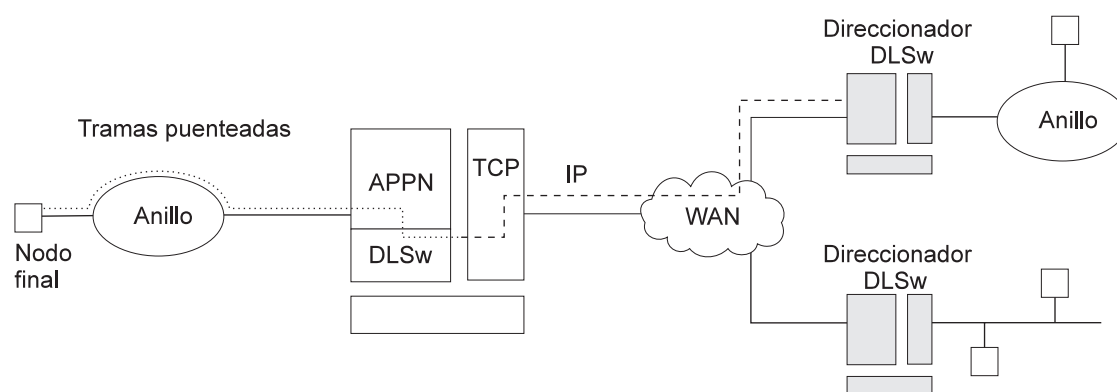 Direccionador
DLSw
Tramas puenteadas
Anillo
APPN
TCP
IP
WAN
Anillo
Nodo
final
DLSw
Direccionador
DLSw